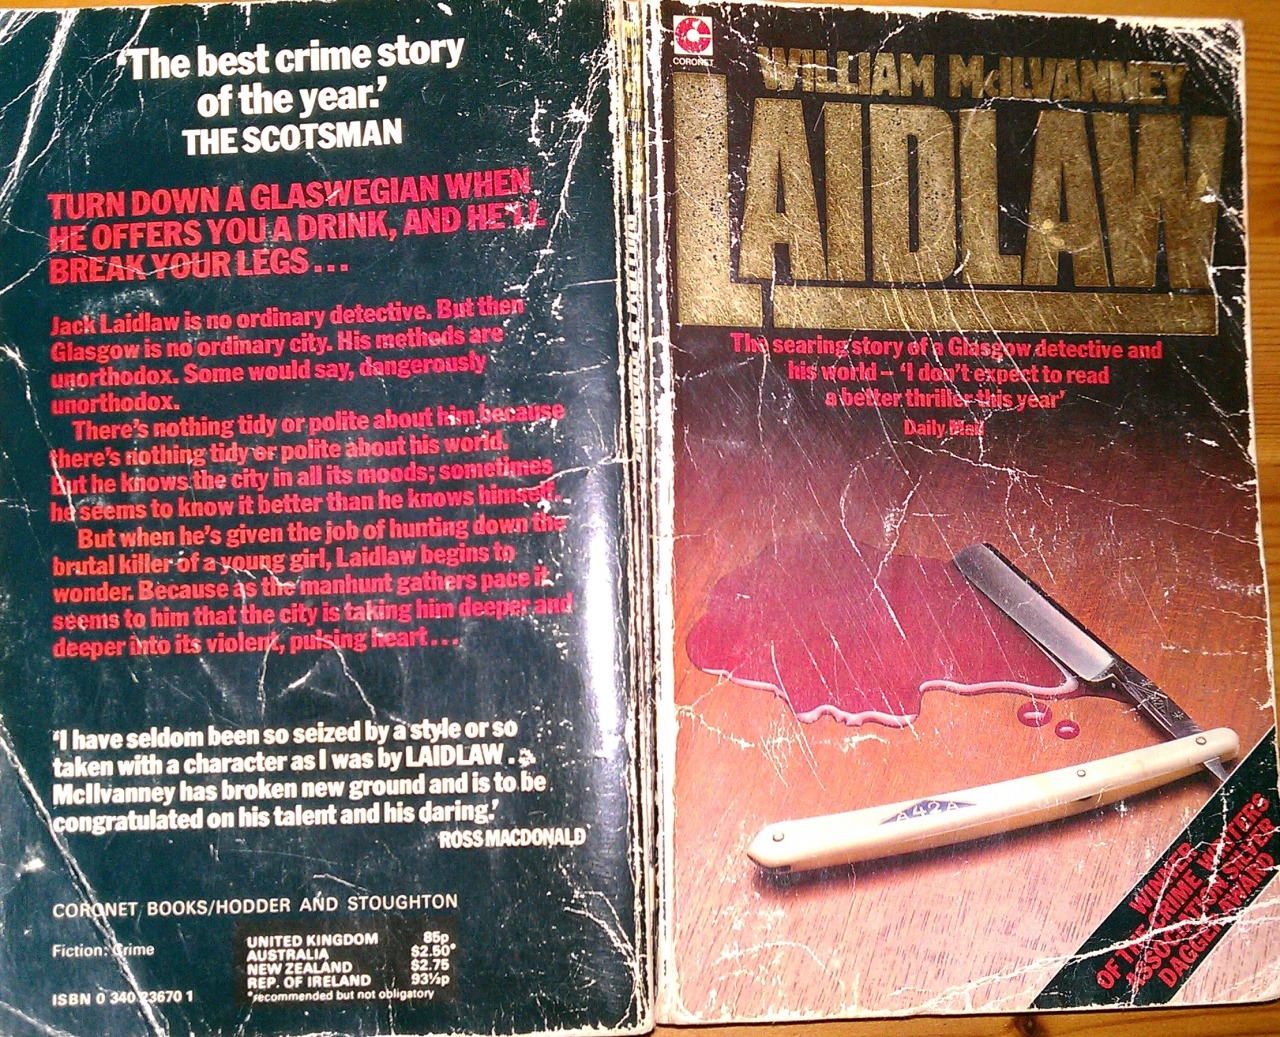 'The best crime story
of the year.'
THE SCOTSMAN
TURN DOWN A GLASWEGIAN WHEN
HE OFFERS YOU A DRINK, AND HE'LL
BREAK YOUR LEGS...
Jack Laidlaw is no ordinary detective. But then
Glasgow is no ordinary city. His methods are
unorthodox. Some would say, dangerously
unorthodox.
There's nothing tidy or polite about him because
there's nothing tidy or polite about his world.
But he knows the city in all its moods; sometimes
he seems to know it better than he knows himself.
But when he's given the job of hunting down the
brutal killer of a young girl, Laidlaw begins to
wonder. Because as the manhunt gathers pace it
seems to him that the city is taking him deeper and
deeper into its violent, pulsing heart...
'I have seldom been so seized by a style or so
taken with a character as I was by LAIDLAW . . .
McIlvanney has broken new ground and is to be
congratulated on his talent and his daring.'
ROSS MACDONALD
CORONET BOOKS/HODDER AND STOUGHTON
Fiction: Crime
UNITED KINGDOM 85p
AUSTRALIA $2.50*
NEW ZEALAND $2.75
REP. OF IRELAND 93½p
*recommended but not obligatory
ISBN 0 340 23670 1
CORONET
WILLIAM McILVANNEY
LAIDLAW
The searing story of a Glasgow detective and
his world – 'I don't expect to read
a better thriller this year'
Daily Mail
A42A
WINNER
OF THE CRIME WRITERS
ASSOCIATION SILVER
DAGGER AWARD